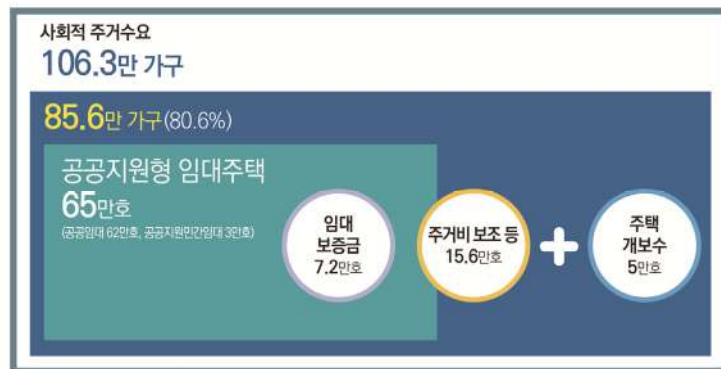 사회적 주거수요
106.3만 가구
85.6만 가구(80.6%)
공공지원형 임대주택
65만호
(공공임대 62만호, 공공지원민간임대 3만호)
임대
보증금
7.2만호
주거비 보조 등
15.6만호
+
주택
개보수
5만호